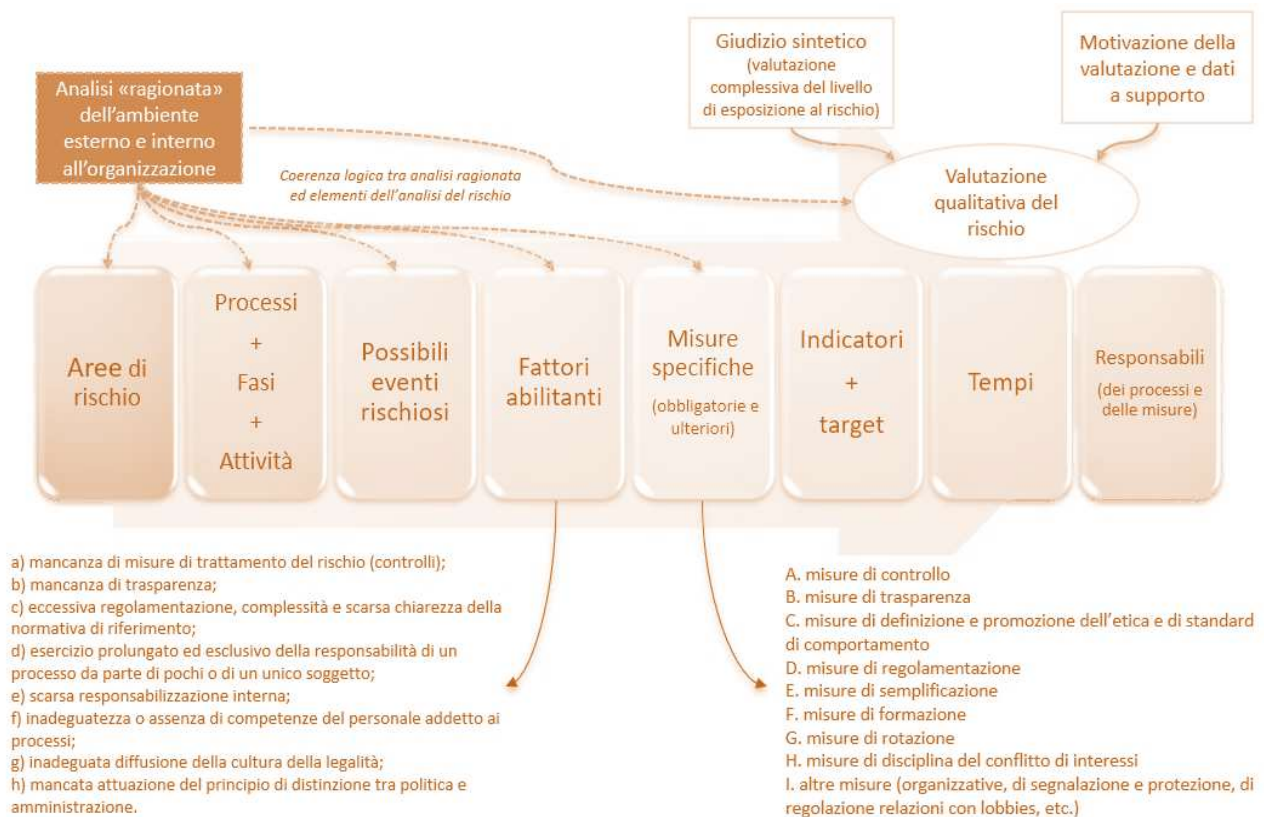 Analisi «ragionata»
dell'ambiente
esterno e interno
all'organizzazione
Giudizio sintetico
(valutazione
complessiva del livello
di esposizione al rischio)
Motivazione della
valutazione e dati
a supporto
Coerenza logica tra analisi ragionata
ed elementi dell'analisi del rischio
Valutazione
qualitativa del
rischio
Aree di
rischio
Processi
+
Fasi
+
Attività
Possibili
eventi
rischiosi
Fattori
abilitanti
Misure
specifiche
(obbligatorie e
ulteriori)
Indicatori
+
target
Tempi
Responsabili
(dei processi e
delle misure)
a) mancanza di misure di trattamento del rischio (controlli);
b) mancanza di trasparenza;
c) eccessiva regolamentazione, complessità e scarsa chiarezza della
normativa di riferimento;
d) esercizio prolungato ed esclusivo della responsabilità di un
processo da parte di pochi o di un unico soggetto;
e) scarsa responsabilizzazione interna;
f) inadeguatezza o assenza di competenze del personale addetto ai
processi;
g) inadeguata diffusione della cultura della legalità;
h) mancata attuazione del principio di distinzione tra politica e
amministrazione.
A. misure di controllo
B. misure di trasparenza
C. misure di definizione e promozione dell'etica e di standard
di comportamento
D. misure di regolamentazione
E. misure di semplificazione
F. misure di formazione
G. misure di rotazione
H. misure di disciplina del conflitto di interessi
I. altre misure (organizzative, di segnalazione e protezione, di
regolazione relazioni con lobbies, etc.)